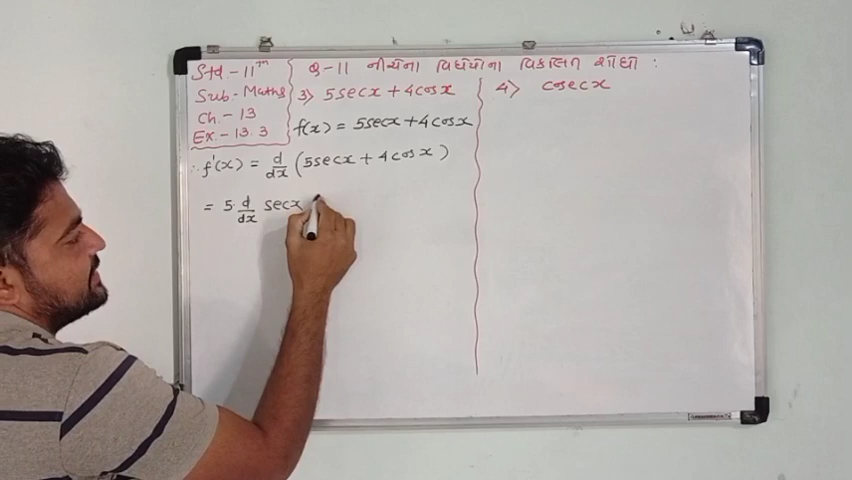 Std.-11th
Sub.-Maths
Ch.-13
Ex.-13.3
Q-11 નીચેના વિધેયોના વિકલિત શોધો :
3) 5secx + 4cosx
f(x) = 5secx + 4cosx
∴ f'(x) = d/dx (5secx + 4cosx)
= 5. d/dx secx
4) cosecx